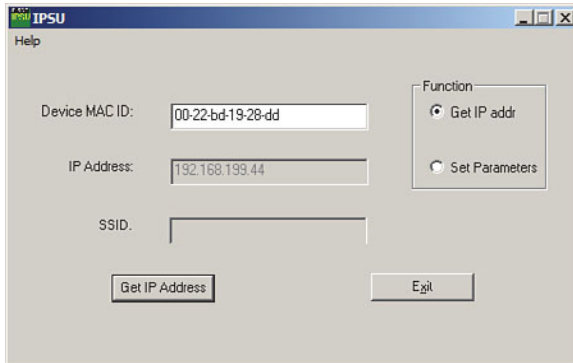 IPSU
Help
Function
Device MAC ID: 00-22-bd-19-28-dd
Get IP addr
IP Address: 192.168.199.44
Set Parameters
SSID.
Get IP Address
Exit